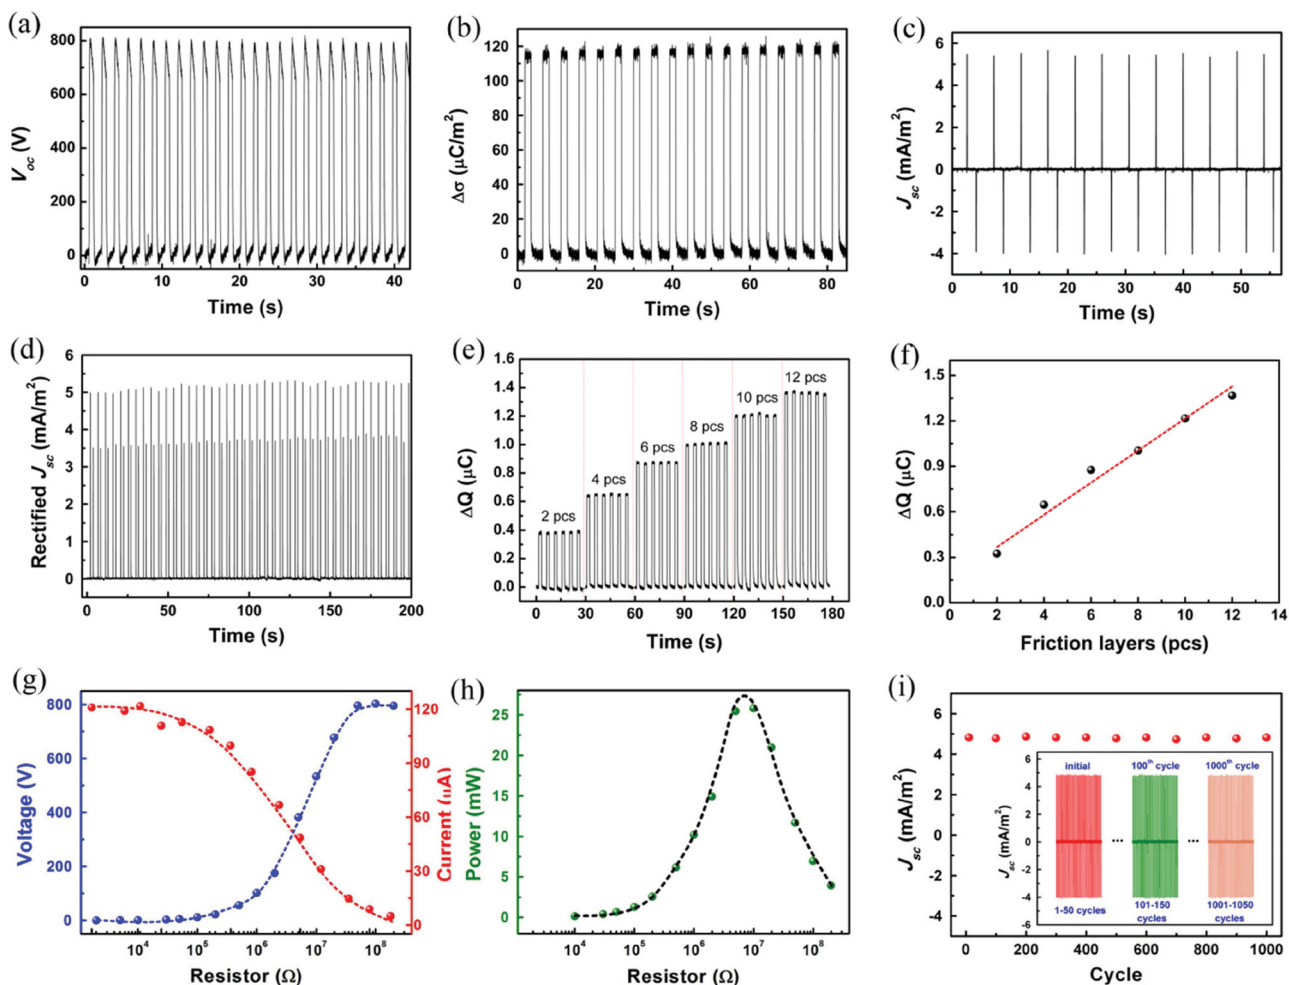 (a)
800
600
400
200
0
V_oc (V)
0 10 20 30 40
Time (s)
(b)
120
100
80
60
40
20
0
Δσ (μC/m²)
0 20 40 60 80
Time (s)
(c)
6
4
2
0
-2
-4
J_sc (mA/m²)
0 10 20 30 40 50
Time (s)
(d)
6
5
4
3
2
1
0
Rectified J_sc (mA/m²)
0 50 100 150 200
Time (s)
(e)
1.6
1.4
1.2
1.0
0.8
0.6
0.4
0.2
0.0
ΔQ (μC)
2 pcs
4 pcs
6 pcs
8 pcs
10 pcs
12 pcs
0 30 60 90 120 150 180
Time (s)
(f)
1.5
1.2
0.9
0.6
0.3
0.0
ΔQ (μC)
2 4 6 8 10 12 14
Friction layers (pcs)
(g)
800
600
400
200
0
Voltage (V)
120
90
60
30
0
Current (μA)
10⁴ 10⁵ 10⁶ 10⁷ 10⁸
Resistor (Ω)
(h)
25
20
15
10
5
0
Power (mW)
10⁴ 10⁵ 10⁶ 10⁷ 10⁸
Resistor (Ω)
(i)
6
4
2
0
-2
-4
J_sc (mA/m²)
0 200 400 600 800 1000
Cycle
6
4
2
0
-2
-4
-6
J_sc (mA/m²)
initial
100th cycle
1000th cycle
... ...
1-50 cycles
101-150
cycles
1001-1050
cycles